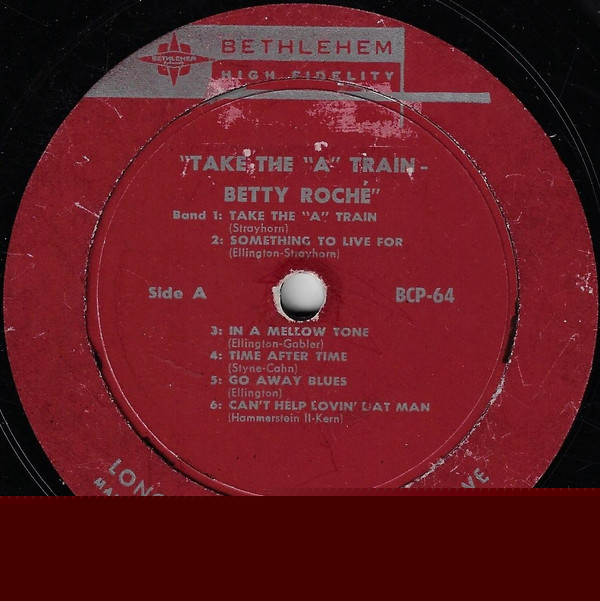 BETHLEHEM
BETHLEHEM
HIGH FIDELITY
"TAKE THE "A" TRAIN -
BETTY ROCHÉ"
Band 1: TAKE THE "A" TRAIN
(Strayhorn)
2: SOMETHING TO LIVE FOR
(Ellington-Strayhorn)
Side A
BCP-64
3: IN A MELLOW TONE
(Ellington-Gabler)
4: TIME AFTER TIME
(Styne-Cahn)
5: GO AWAY BLUES
(Ellington)
6: CAN'T HELP LOVIN' DAT MAN
(Hammerstein II-Kern)